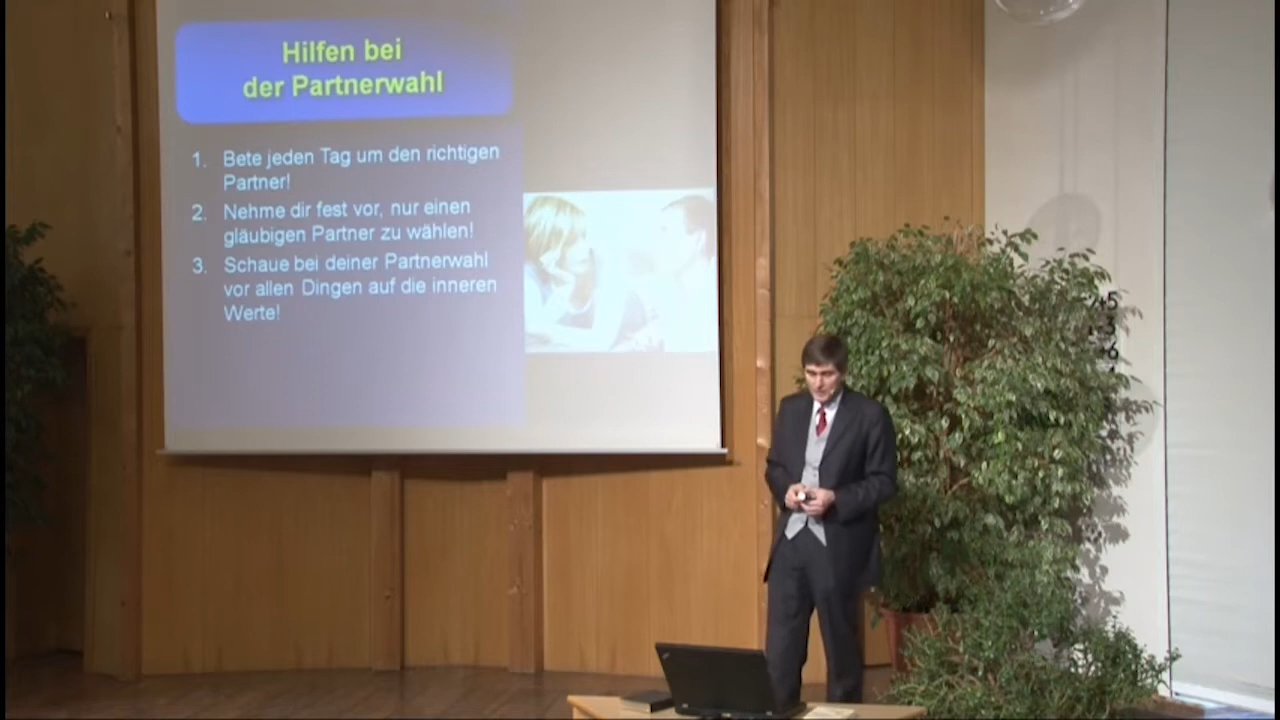 Hilfen bei
der Partnerwahl
1. Bete jeden Tag um den richtigen
Partner!
2. Nehme dir fest vor, nur einen
gläubigen Partner zu wählen!
3. Schaue bei deiner Partnerwahl
vor allen Dingen auf die inneren
Werte!